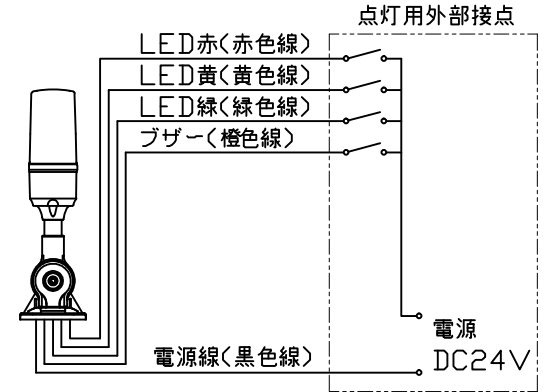 点灯用外部接点
LED赤(赤色線)
LED黄(黄色線)
LED緑(緑色線)
ブザー(橙色線)
電源
DC24V
電源線(黒色線)